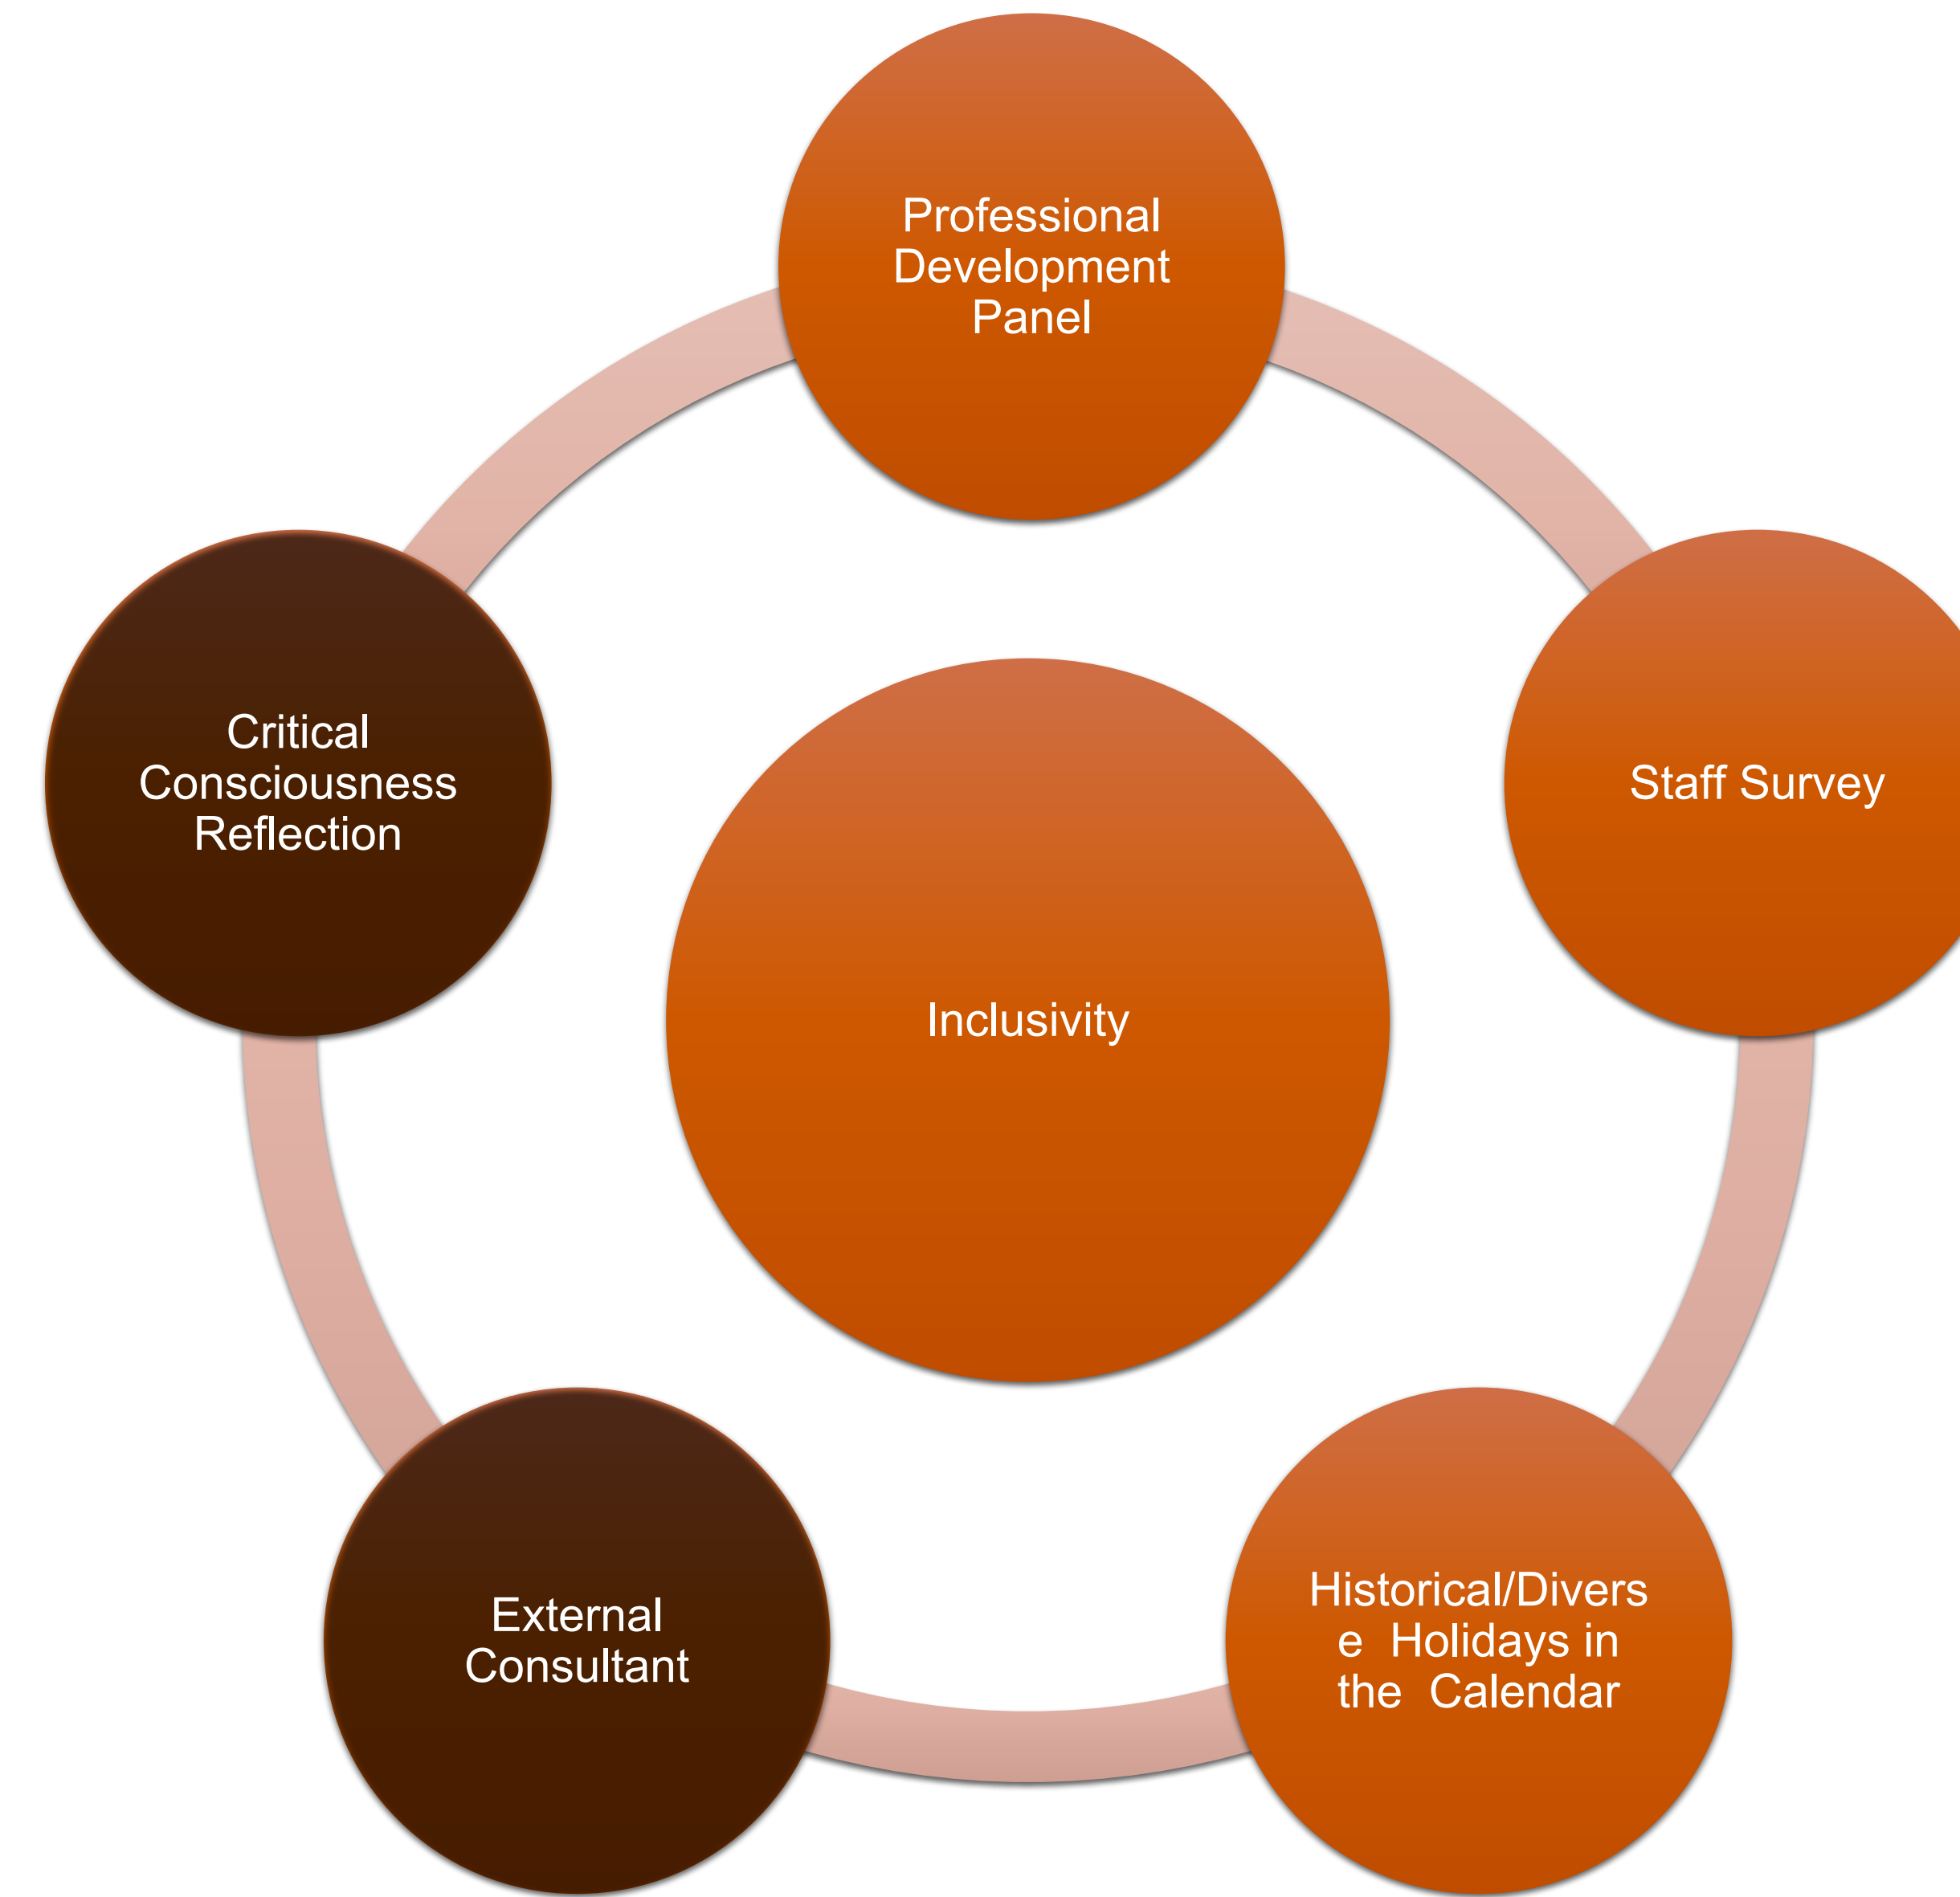 Professional
Development
Panel
Critical
Consciousness
Reflection
Staff Survey
Inclusivity
External
Consultant
Historical/Divers
e Holidays in
the Calendar